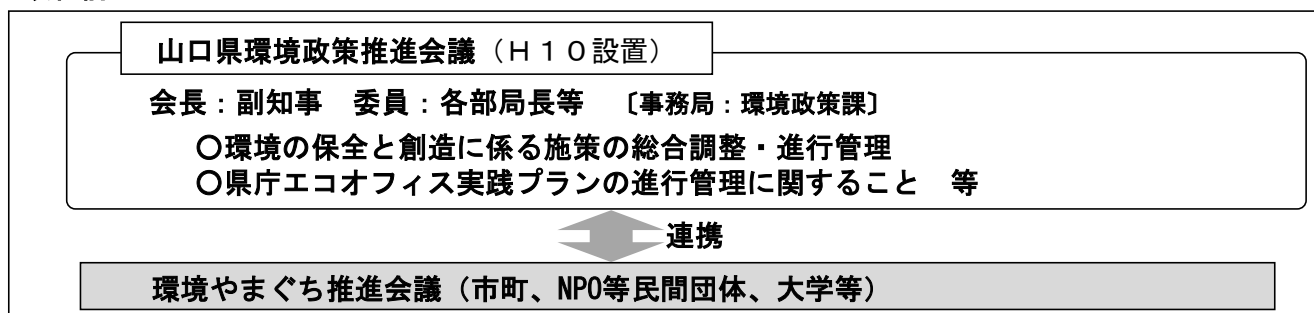 山口県環境政策推進会議（Ｈ１０設置）
会長：副知事　委員：各部局長等　〔事務局：環境政策課〕
○環境の保全と創造に係る施策の総合調整・進行管理
○県庁エコオフィス実践プランの進行管理に関すること　等
連携
環境やまぐち推進会議（市町、NPO等民間団体、大学等）